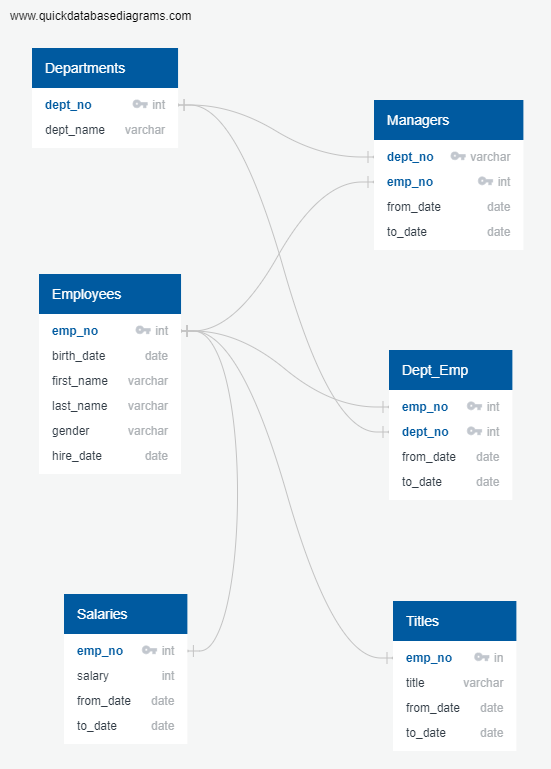 www.quickdatabasediagrams.com
Departments
dept_no int
dept_name varchar
Managers
dept_no varchar
emp_no int
from_date date
to_date date
Employees
emp_no int
birth_date date
first_name varchar
last_name varchar
gender varchar
hire_date date
Dept_Emp
emp_no int
dept_no int
from_date date
to_date date
Salaries
emp_no int
salary int
from_date date
to_date date
Titles
emp_no in
title varchar
from_date date
to_date date